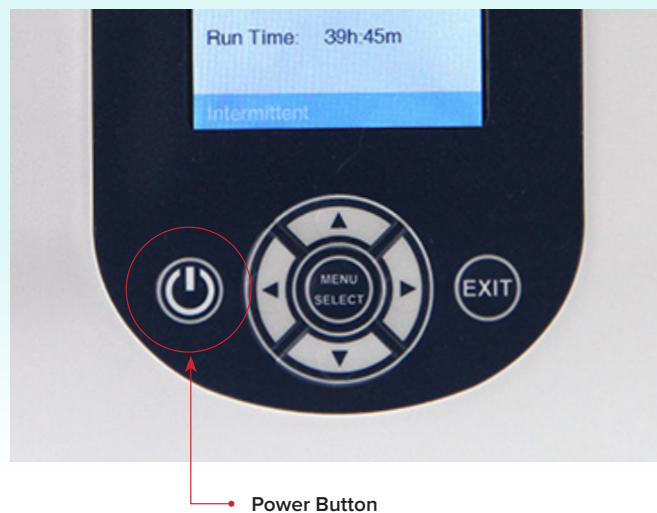 Run Time: 39h:45m
Intermittent
MENU
SELECT
EXIT
Power Button